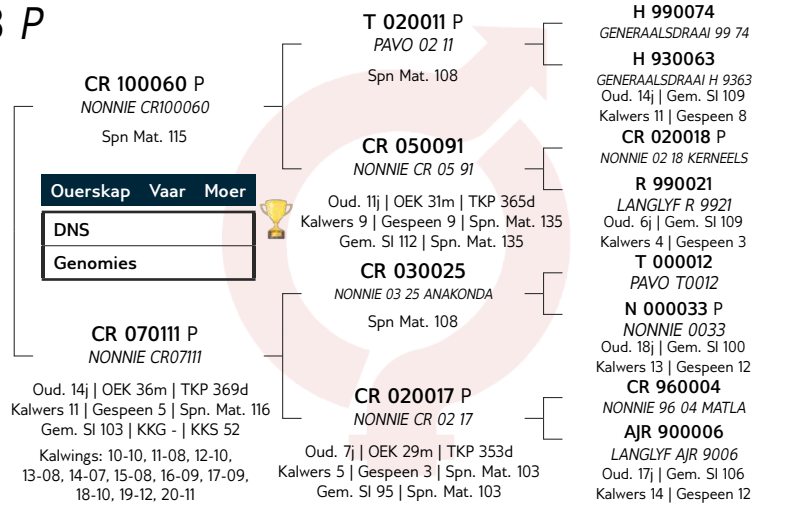 3 P
CR 100060 P
NONNIE CR100060
Spn Mat. 115
Ouerskap Vaar Moer
DNS
Genomies
CR 070111 P
NONNIE CR07111
Oud. 14j | OEK 36m | TKP 369d
Kalwers 11 | Gespeen 5 | Spn. Mat. 116
Gem. SI 103 | KKG - | KKS 52
Kalwings: 10-10, 11-08, 12-10,
13-08, 14-07, 15-08, 16-09, 17-09,
18-10, 19-12, 20-11
T 020011 P
PAVO 02 11
Spn Mat. 108
CR 050091
NONNIE CR 05 91
Oud. 11j | OEK 31m | TKP 365d
Kalwers 9 | Gespeen 9 | Spn. Mat. 135
Gem. SI 112 | Spn. Mat. 135
CR 030025
NONNIE 03 25 ANAKONDA
Spn Mat. 108
CR 020017 P
NONNIE CR 02 17
Oud. 7j | OEK 29m | TKP 353d
Kalwers 5 | Gespeen 3 | Spn. Mat. 103
Gem. SI 95 | Spn. Mat. 103
H 990074
GENERAALSDRAAI 99 74
H 930063
GENERAALSDRAAI H 9363
Oud. 14j | Gem. SI 109
Kalwers 11 | Gespeen 8
CR 020018 P
NONNIE 02 18 KERNEELS
R 990021
LANGLYF R 9921
Oud. 6j | Gem. SI 109
Kalwers 4 | Gespeen 3
T 000012
PAVO T0012
N 000033 P
NONNIE 0033
Oud. 18j | Gem. SI 100
Kalwers 13 | Gespeen 12
CR 960004
NONNIE 96 04 MATLA
AJR 900006
LANGLYF AJR 9006
Oud. 17j | Gem. SI 106
Kalwers 14 | Gespeen 12